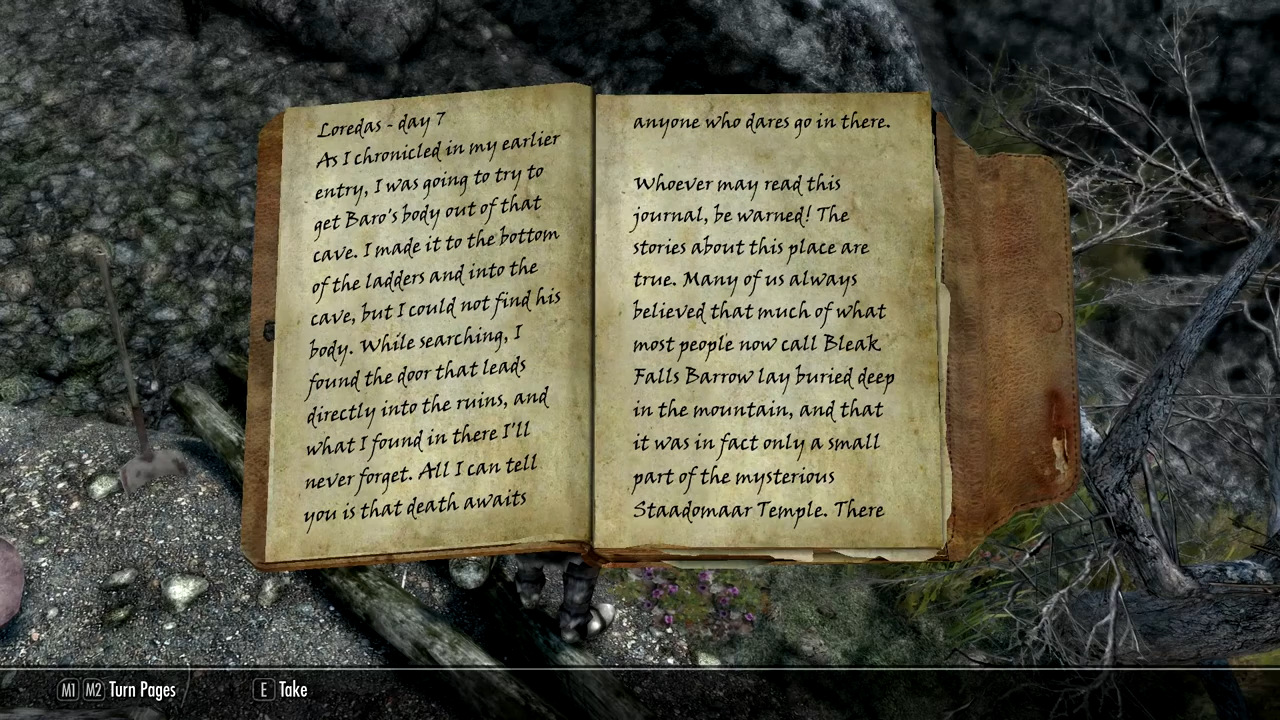 Loredas - day 7
As I chronicled in my earlier
entry, I was going to try to
get Baro's body out of that
cave. I made it to the bottom
of the ladders and into the
cave, but I could not find his
body. While searching, I
found the door that leads
directly into the ruins, and
what I found in there I'll
never forget. All I can tell
you is that death awaits
anyone who dares go in there.
Whoever may read this
journal, be warned! The
stories about this place are
true. Many of us always
believed that much of what
most people now call Bleak
Falls Barrow lay buried deep
in the mountain, and that
it was in fact only a small
part of the mysterious
Staadomaar Temple. There
M1 M2 Turn Pages E Take